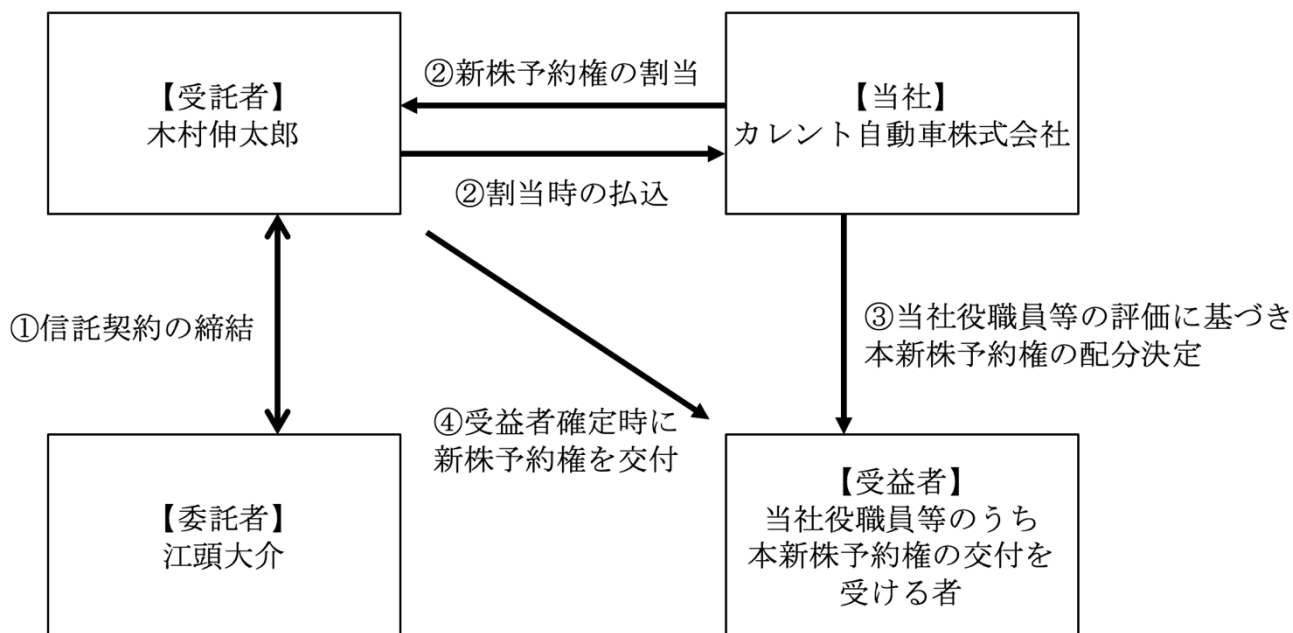 【受託者】
木村伸太郎
②新株予約権の割当
②割当時の払込
【当社】
カレント自動車株式会社
①信託契約の締結
③当社役職員等の評価に基づき
本新株予約権の配分決定
④受益者確定時に
新株予約権を交付
【委託者】
江頭大介
【受益者】
当社役職員等のうち
本新株予約権の交付を
受ける者